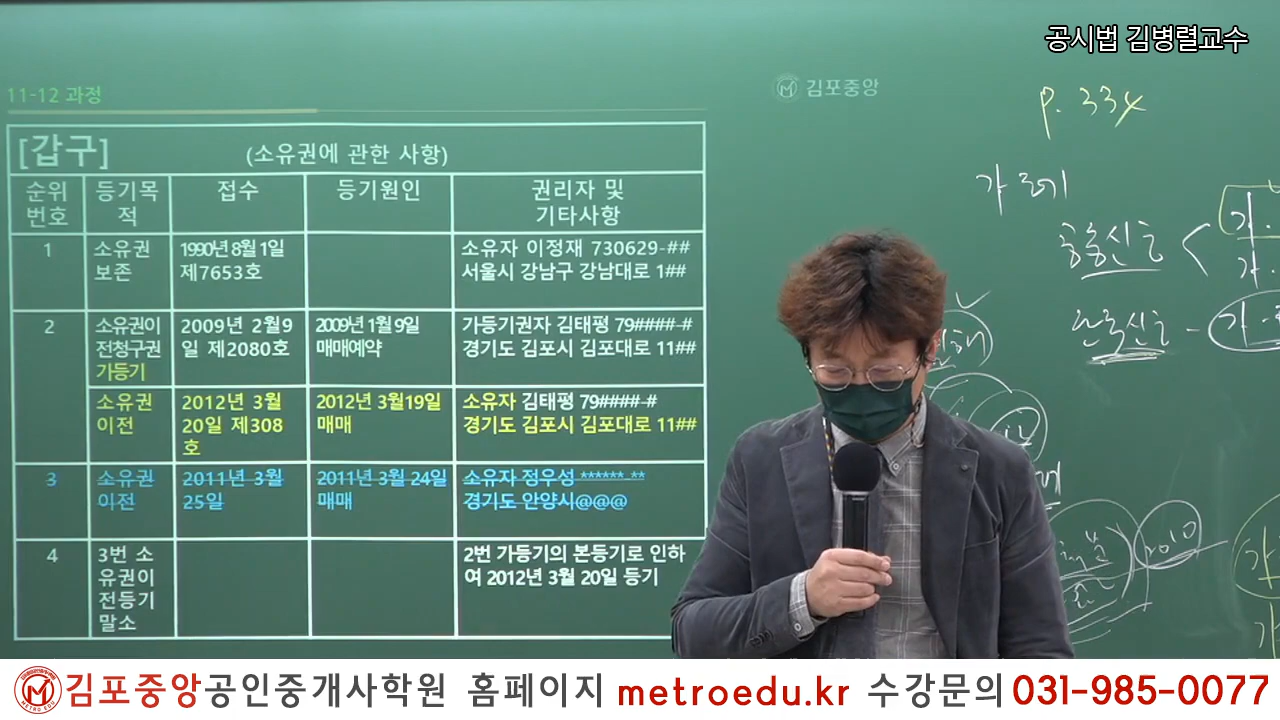 공시법 김병렬교수
11-12 과정
김포중앙
p. 334
[갑구] (소유권에 관한 사항)
순위번호 등기목적 접수 등기원인 권리자 및 기타사항
1 소유권 1990년 8월 1일 소유자 이정재 730629-##
보존 제7653호 서울시 강남구 강남대로 1##
2 소유권이 2009년 2월9 2009년 1월 9일 가등기권자 김태평 79####-#
전청구권 일 제2080호 매매예약 경기도 김포시 김포대로 11##
가등기
소유권 2012년 3월 2012년 3월19일 소유자 김태평 79####-#
이전 20일 제308 매매 경기도 김포시 김포대로 11##
호
3 소유권 2011년 3월 2011년 3월 24일 소유자 정우성 ****** **
이전 25일 매매 경기도 안양시@@@
4 3번 소 2번 가등기의 본등기로 인하
유권이 여 2012년 3월 20일 등기
전등기
말소
가
공동신청
가.
가.
단독신청 - 가
METRO EDU
김포중앙공인중개사학원 홈페이지 metroedu.kr 수강문의 031-985-0077